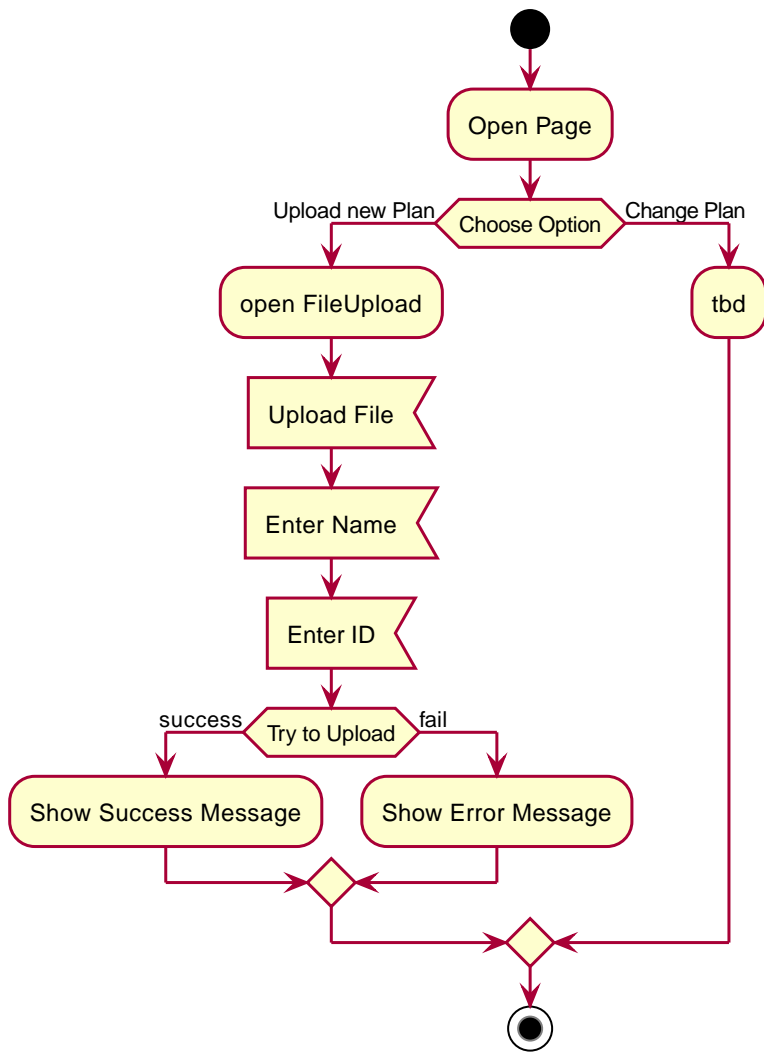 Open Page
Upload new Plan
Choose Option
Change Plan
open FileUpload
tbd
Upload File
Enter Name
Enter ID
success
Try to Upload
fail
Show Success Message
Show Error Message